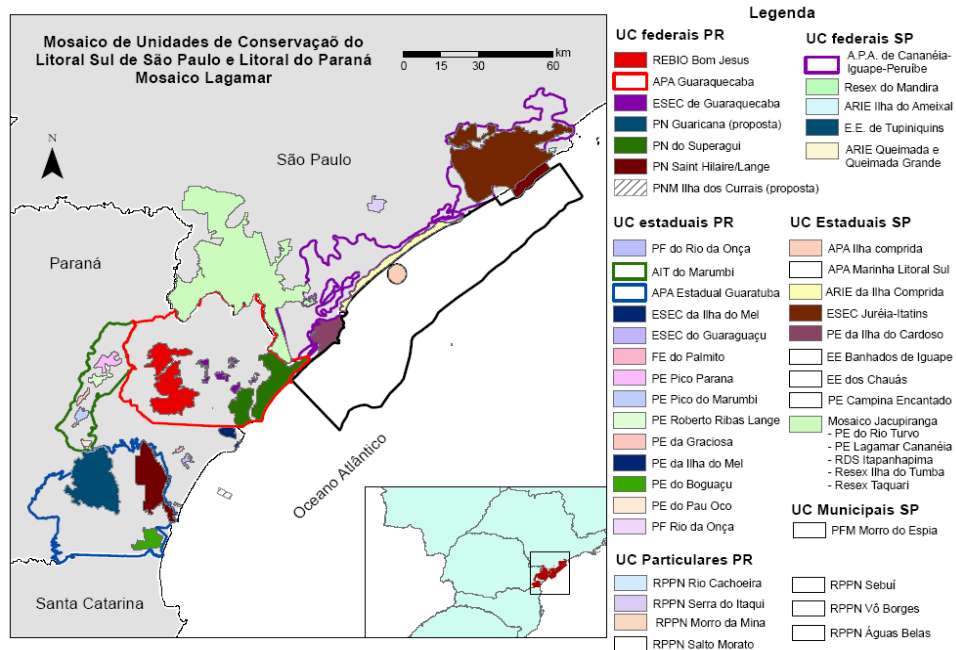 Mosaico de Unidades de Conservaçaõ do
Litoral Sul de São Paulo e Litoral do Paraná
Mosaico Lagamar
km
0 15 30 60
N
São Paulo
Paraná
Santa Catarina
Oceano Atlântico
Legenda
UC federais PR
REBIO Bom Jesus
APA Guaraqueçaba
ESEC de Guaraquecaba
PN Guaricana (proposta)
PN do Superagui
PN Saint Hilaire/Lange
PNM Ilha dos Currais (proposta)
UC federais SP
A.P.A. de Cananéia-
Iguape-Peruíbe
Resex do Mandira
ARIE Ilha do Ameixal
E.E. de Tupiniquins
ARIE Queimada e
Queimada Grande
UC estaduais PR
PF do Rio da Onça
AIT do Marumbi
APA Estadual Guaratuba
ESEC da Ilha do Mel
ESEC do Guaraguaçu
FE do Palmito
PE Pico Parana
PE Pico do Marumbi
PE Roberto Ribas Lange
PE da Graciosa
PE da Ilha do Mel
PE do Boguaçu
PE do Pau Oco
PF Rio da Onça
UC Estaduais SP
APA Ilha comprida
APA Marinha Litoral Sul
ARIE da Ilha Comprida
ESEC Juréia-Itatins
PE da Ilha do Cardoso
EE Banhados de Iguape
EE dos Chauás
PE Campina Encantado
Mosaico Jacupiranga
- PE do Rio Turvo
- PE Lagamar Cananéia
- RDS Itapanhapima
- Resex Ilha do Tumba
- Resex Taquari
UC Municipais SP
PFM Morro do Espia
UC Particulares PR
RPPN Rio Cachoeira
RPPN Serra do Itaqui
RPPN Morro da Mina
RPPN Salto Morato
RPPN Sebuí
RPPN Vô Borges
RPPN Águas Belas